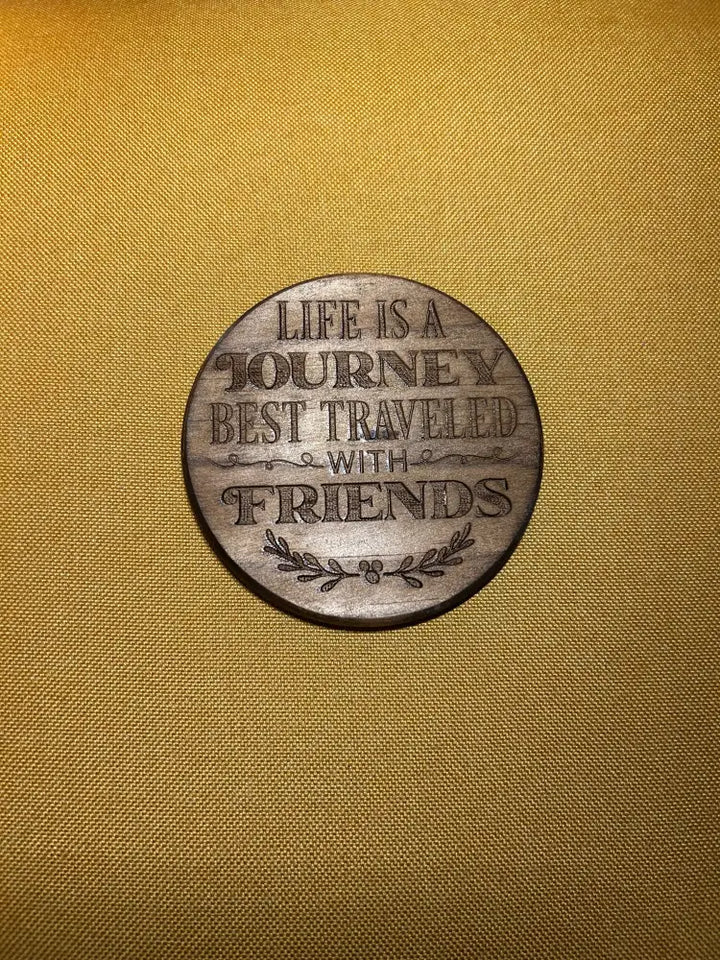 LIFE IS A
JOURNEY
BEST TRAVELED
WITH
FRIENDS